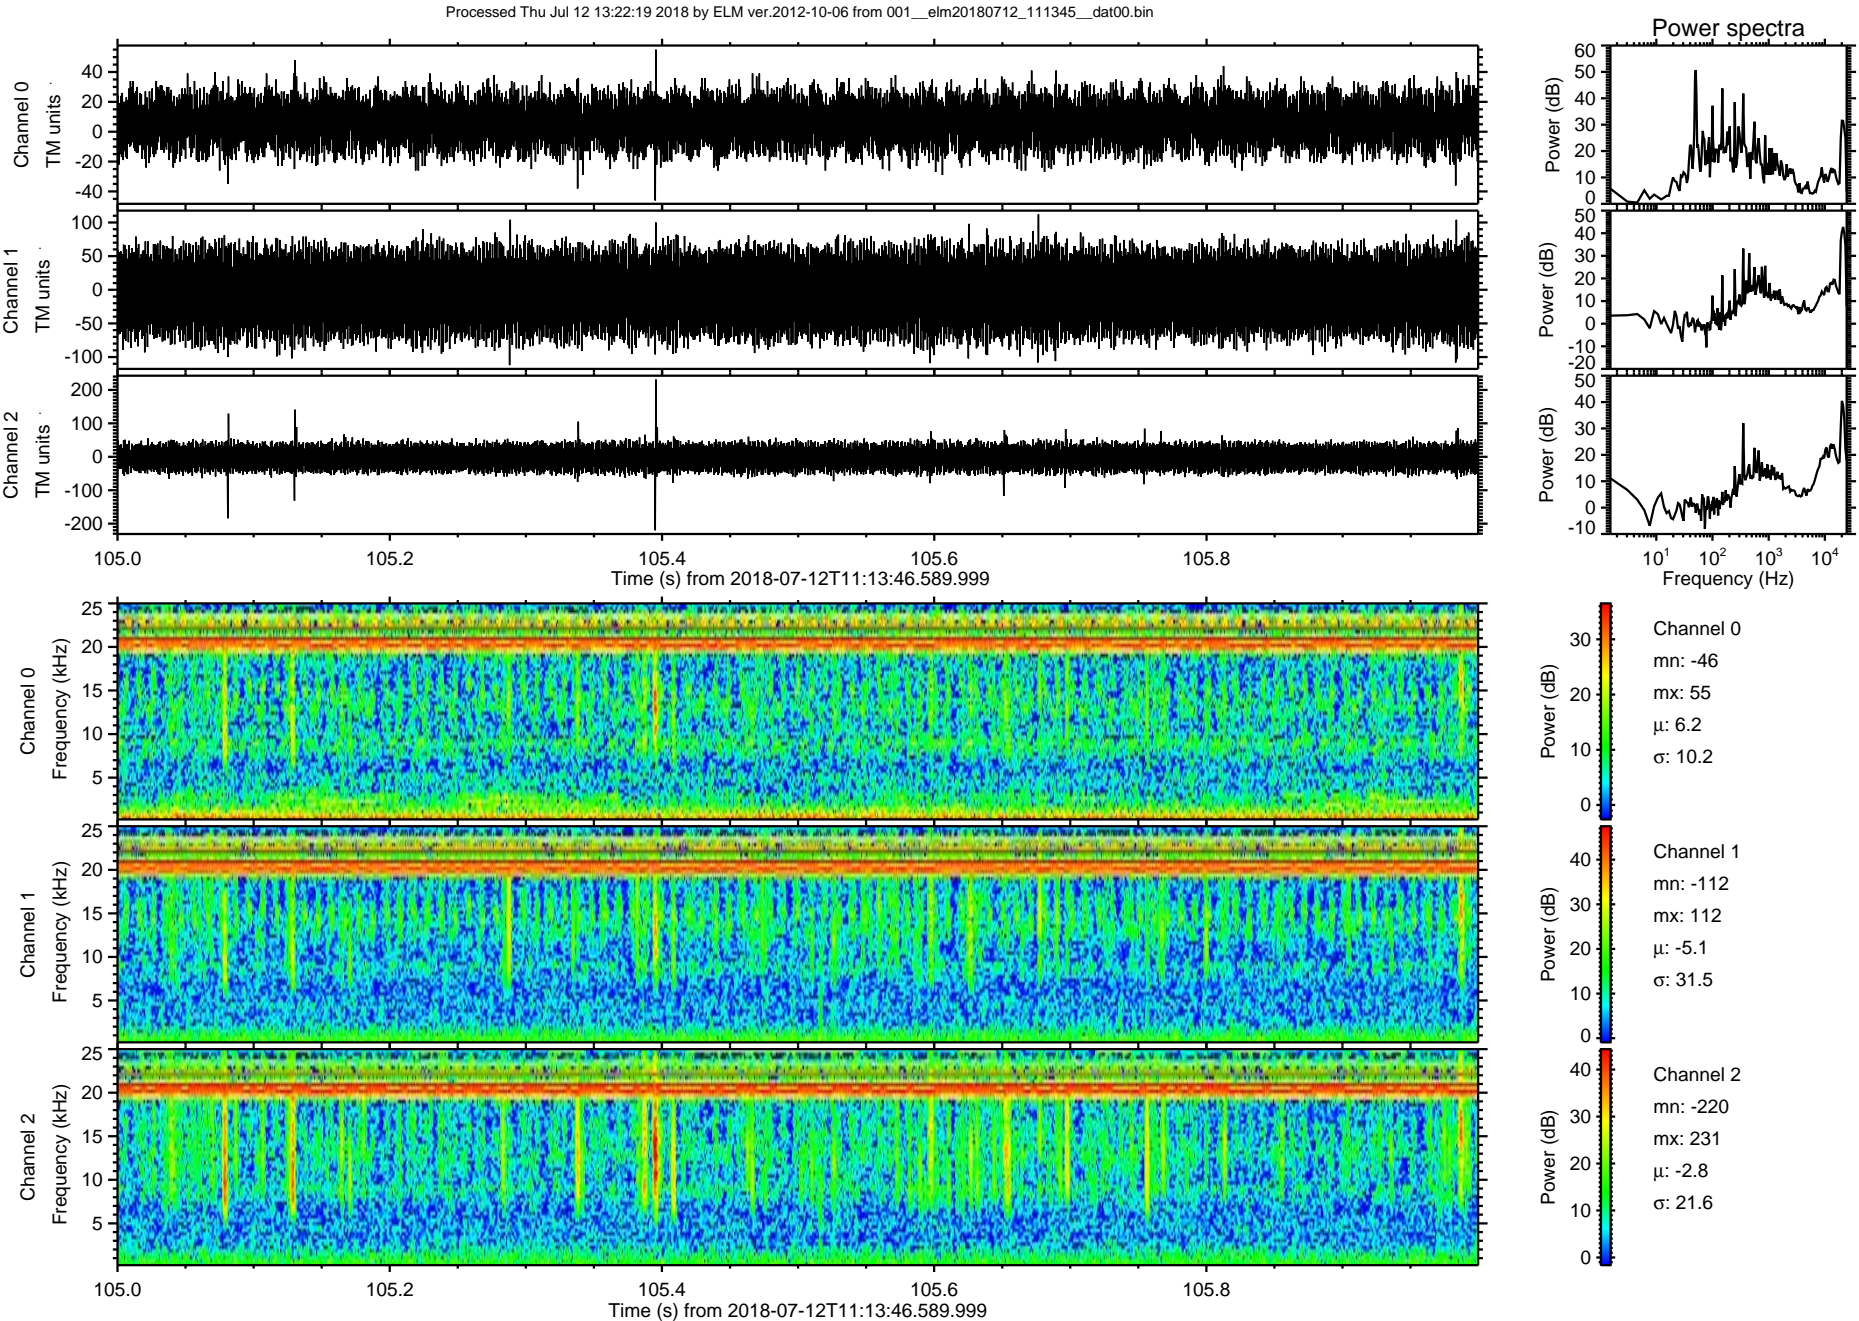 Processed Thu Jul 12 13:22:19 2018 by ELM ver.2012-10-06 from 001__elm20180712_111345__dat00.bin
Power spectra
Channel 0
TM units
40
20
0
-20
-40
Power (dB)
60
50
40
30
20
10
0
Channel 1
TM units
100
50
0
-50
-100
Power (dB)
50
40
30
20
10
0
-10
-20
Channel 2
TM units
200
100
0
-100
-200
Power (dB)
50
40
30
20
10
0
-10
105.0 105.2 105.4 105.6 105.8
Time (s) from 2018-07-12T11:13:46.589.999
10^1 10^2 10^3 10^4
Frequency (Hz)
Channel 0
Frequency (kHz)
25
20
15
10
5
Power (dB)
30
20
10
0
Channel 0
mn: -46
mx: 55
μ: 6.2
σ: 10.2
Channel 1
Frequency (kHz)
25
20
15
10
5
Power (dB)
40
30
20
10
0
Channel 1
mn: -112
mx: 112
μ: -5.1
σ: 31.5
Channel 2
Frequency (kHz)
25
20
15
10
5
Power (dB)
40
30
20
10
0
Channel 2
mn: -220
mx: 231
μ: -2.8
σ: 21.6
105.0 105.2 105.4 105.6 105.8
Time (s) from 2018-07-12T11:13:46.589.999